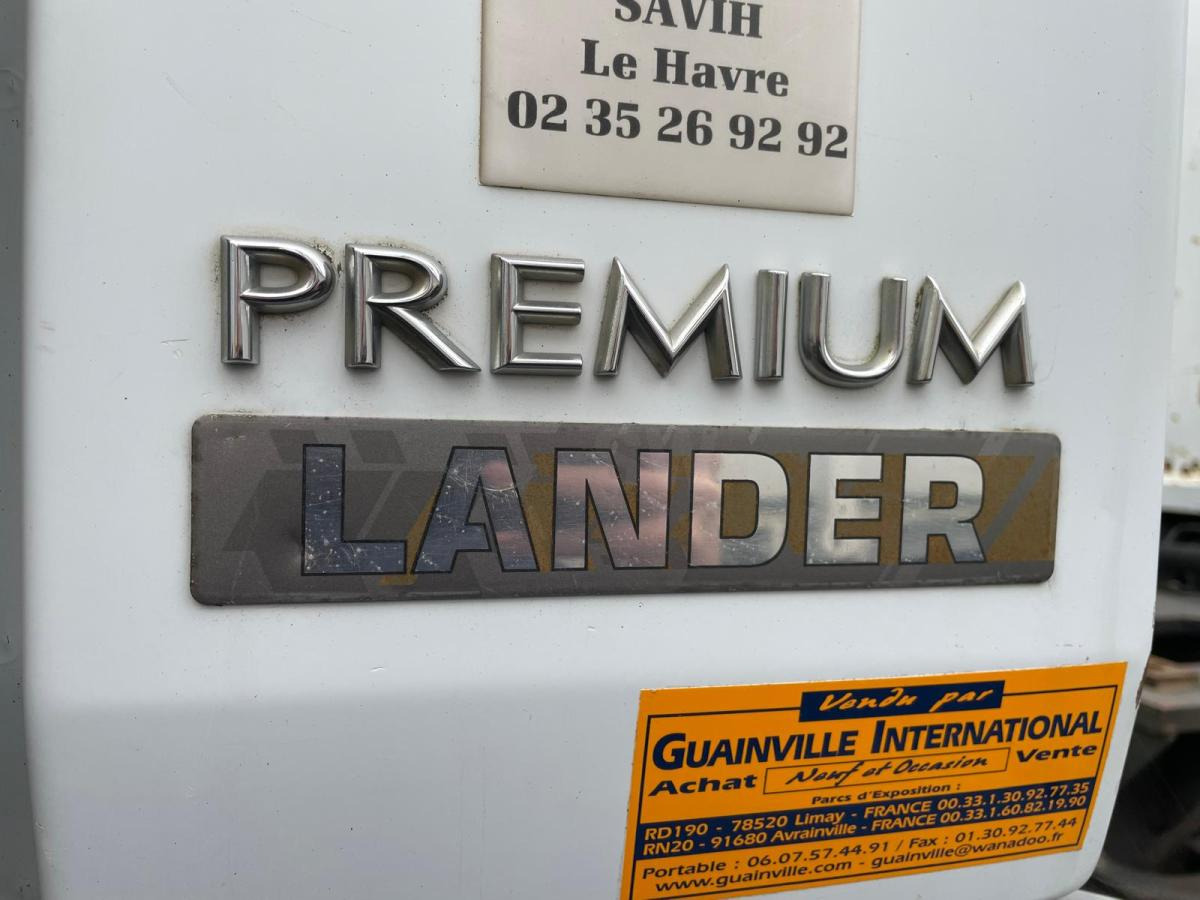 SAVIH
Le Havre
02 35 26 92 92
PREMIUM
LANDER
Vendu par
GUAINVILLE INTERNATIONAL
Achat Neuf et Occasion Vente
Parcs d'Exposition :
RD190 - 78520 Limay - FRANCE 00.33.1.30.92.77.35
RN20 - 91680 Avrainville - FRANCE 00.33.1.60.82.19.90
Portable : 06.07.57.44.91 / Fax : 01.30.92.77.44
www.guainville.com - guainville@wanadoo.fr